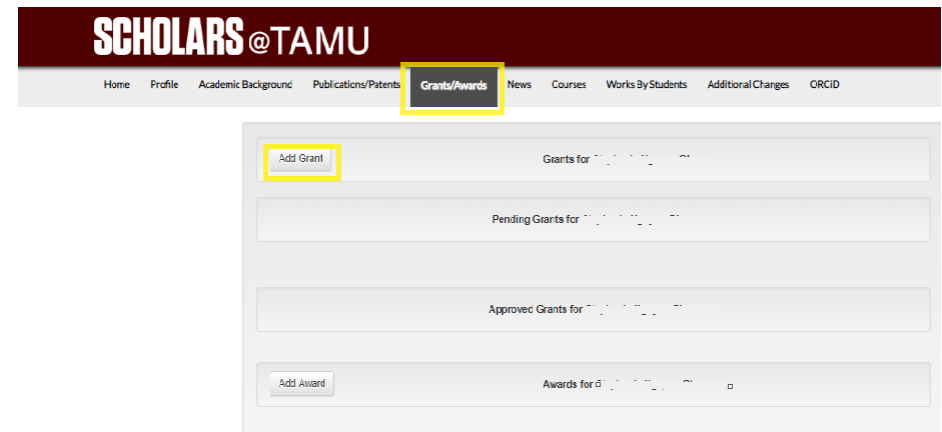 SCHOLARS @TAMU
Home Profile Academic Background Publications/Patents Grants/Awards News Courses Works By Students Additional Changes ORCiD
Add Grant Grants for
Pending Grants for
Approved Grants for
Add Award Awards for